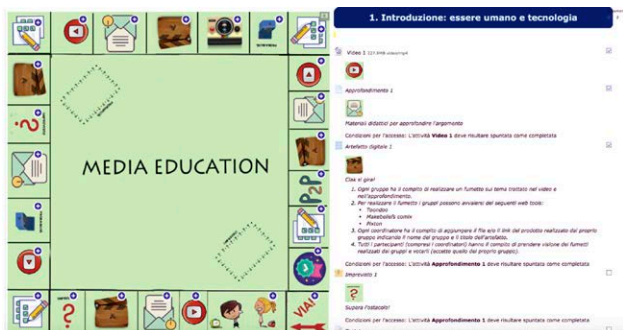 MEDIA EDUCATION
P2P
VIA!
1. Introduzione: essere umano e tecnologia
Video 1
Approfondimento 1
Materiali didattici per approfondire l'argomento
Condizioni per l'accesso: L'attività Video 1 deve risultare spuntata come completata
Artefatto digitale 1
Ciak si gira!
1. Ogni gruppo ha il compito di realizzare un fumetto sul tema trattato nel video e
nell'approfondimento.
2. Per realizzare il fumetto i gruppi possono avvalersi dei seguenti web tools:
• Toondoo
• Makebeliefs comix
• Pixton
3. Ogni coordinatore ha il compito di appuntare il file e/o il link del prodotto realizzato dal proprio
gruppo indicando il nome del gruppo e il titolo dell'artefatto.
4. Tutti i partecipanti (compresi i coordinatori) hanno il compito di prendere visione dei fumetti
realizzati dai gruppi e votarli (eccetto quello del proprio gruppo).
Condizioni per l'accesso: L'attività Approfondimento 1 deve risultare spuntata come completata
Imprevisto 1
Supera l'ostacolo!
Condizioni per l'accesso: L'attività Approfondimento 1 deve risultare spuntata come completata